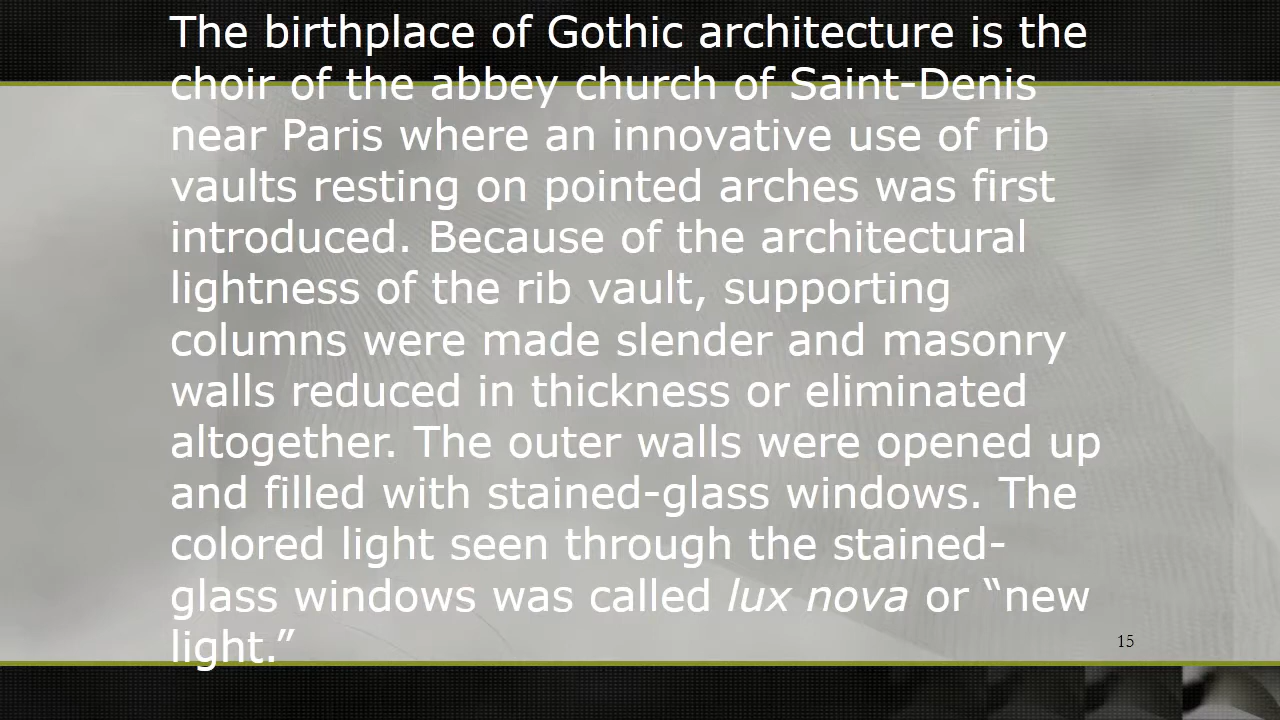 The birthplace of Gothic architecture is the
choir of the abbey church of Saint-Denis
near Paris where an innovative use of rib
vaults resting on pointed arches was first
introduced. Because of the architectural
lightness of the rib vault, supporting
columns were made slender and masonry
walls reduced in thickness or eliminated
altogether. The outer walls were opened up
and filled with stained-glass windows. The
colored light seen through the stained-
glass windows was called lux nova or “new
light.”
15